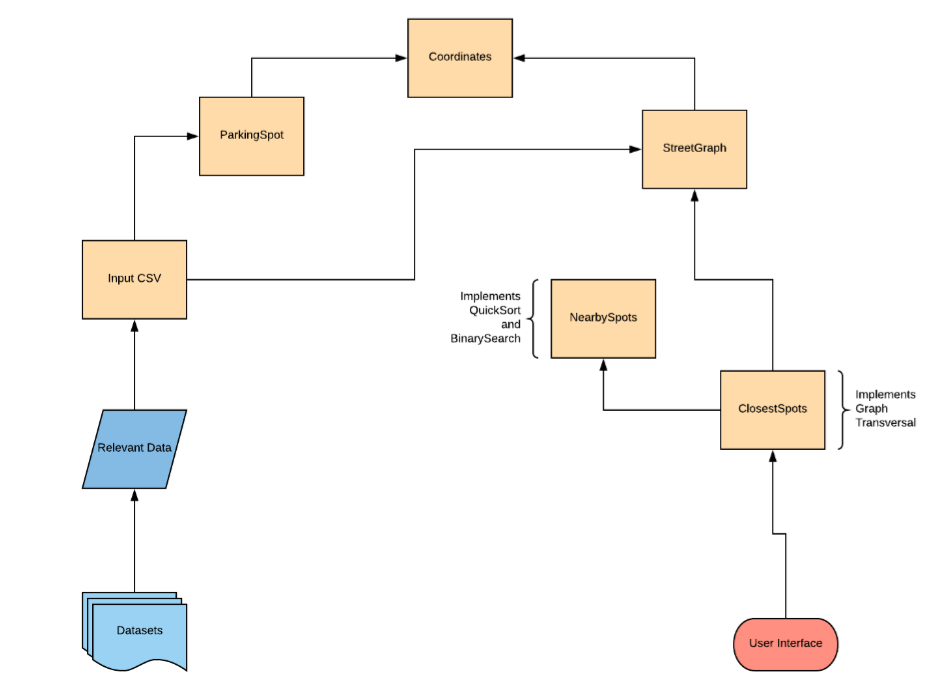 Coordinates
ParkingSpot
StreetGraph
Input CSV
Implements
QuickSort
and
BinarySearch
NearbySpots
ClosestSpots
Implements
Graph
Transversal
Relevant Data
Datasets
User Interface